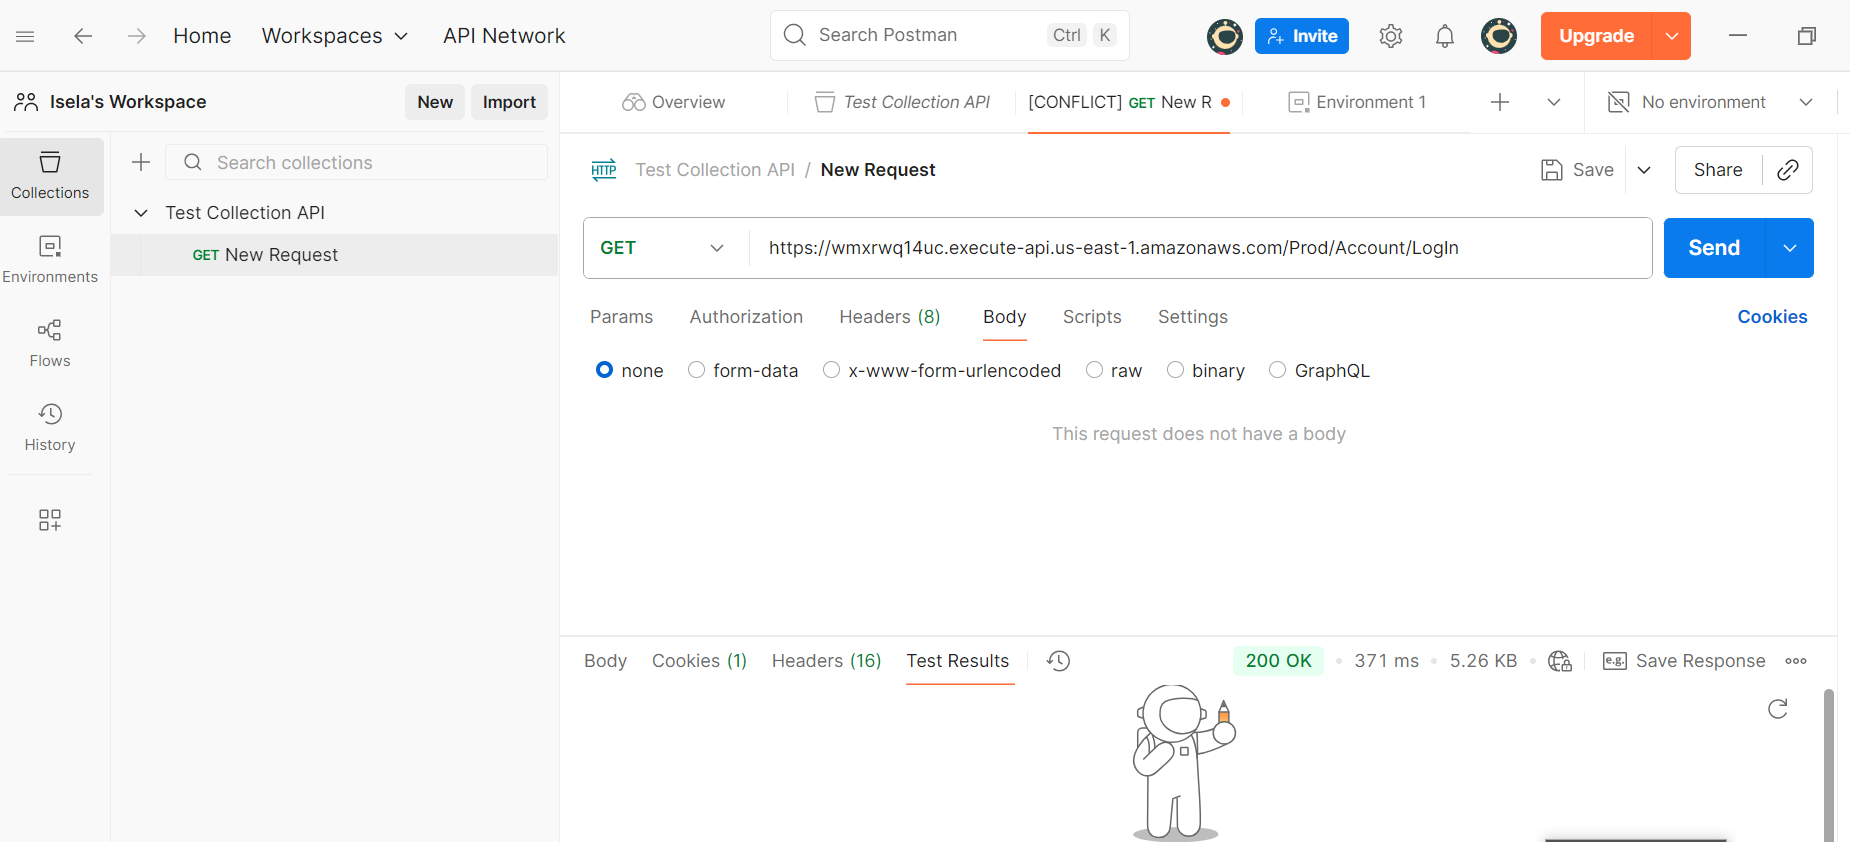 Home Workspaces API Network Search Postman Ctrl K Invite Upgrade
Isela's Workspace New Import Overview Test Collection API [CONFLICT] GET New R Environment 1 No environment
Search collections
Collections
Environments
Flows
History
Test Collection API
GET New Request
HTTP Test Collection API / New Request Save Share
GET https://wmxrwq14uc.execute-api.us-east-1.amazonaws.com/Prod/Account/LogIn Send
Params Authorization Headers (8) Body Scripts Settings Cookies
none form-data x-www-form-urlencoded raw binary GraphQL
This request does not have a body
Body Cookies (1) Headers (16) Test Results 200 OK 371 ms 5.26 KB e.g. Save Response